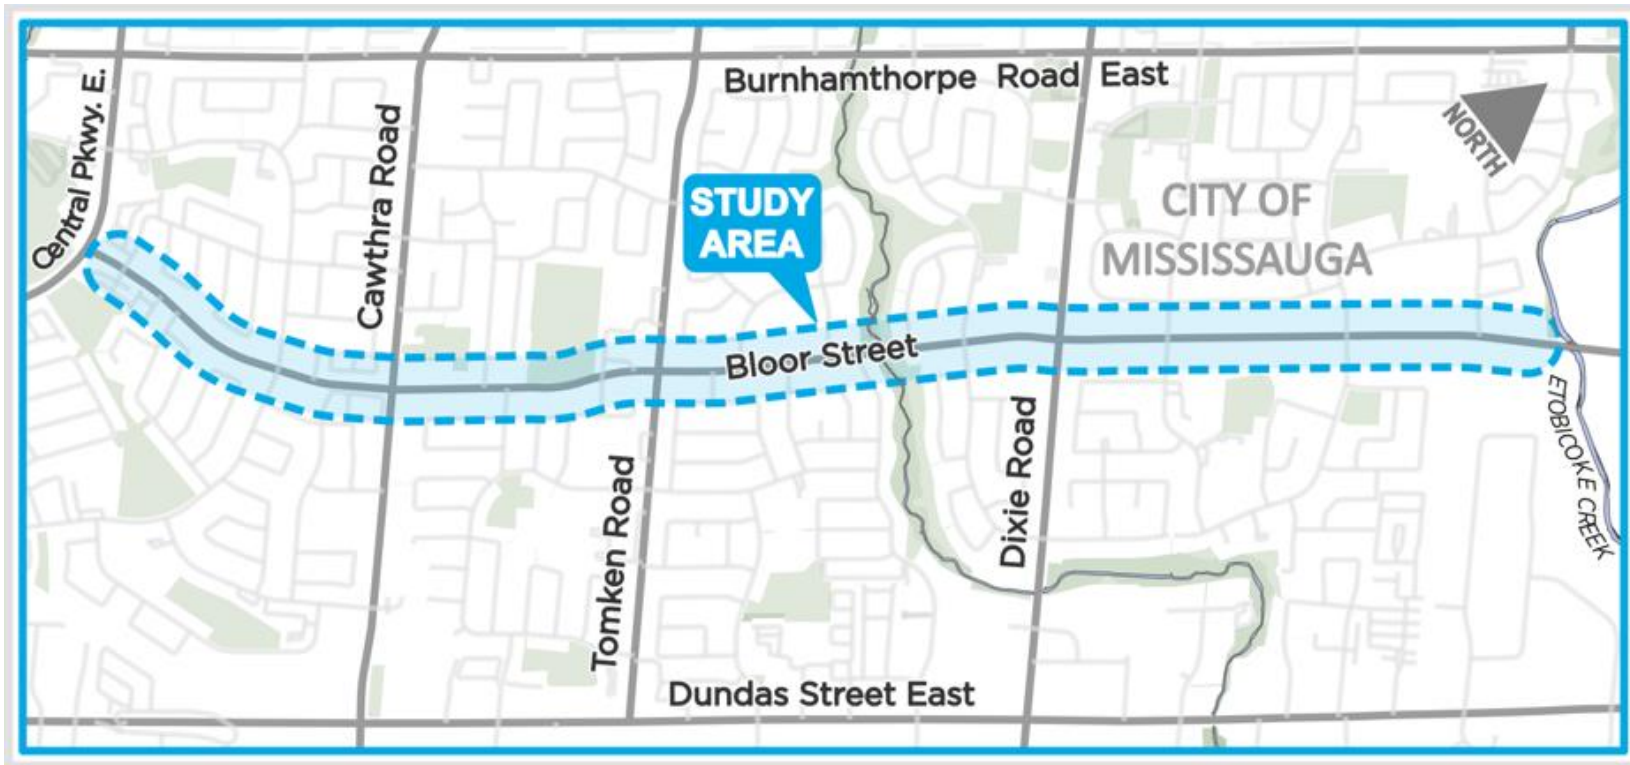 Burnhamthorpe Road East
Central Pkwy. E.
Cawthra Road
NORTH
STUDY
AREA
CITY OF
MISSISSAUGA
Bloor Street
Dixie Road
Tomken Road
ETOBICOKE CREEK
Dundas Street East